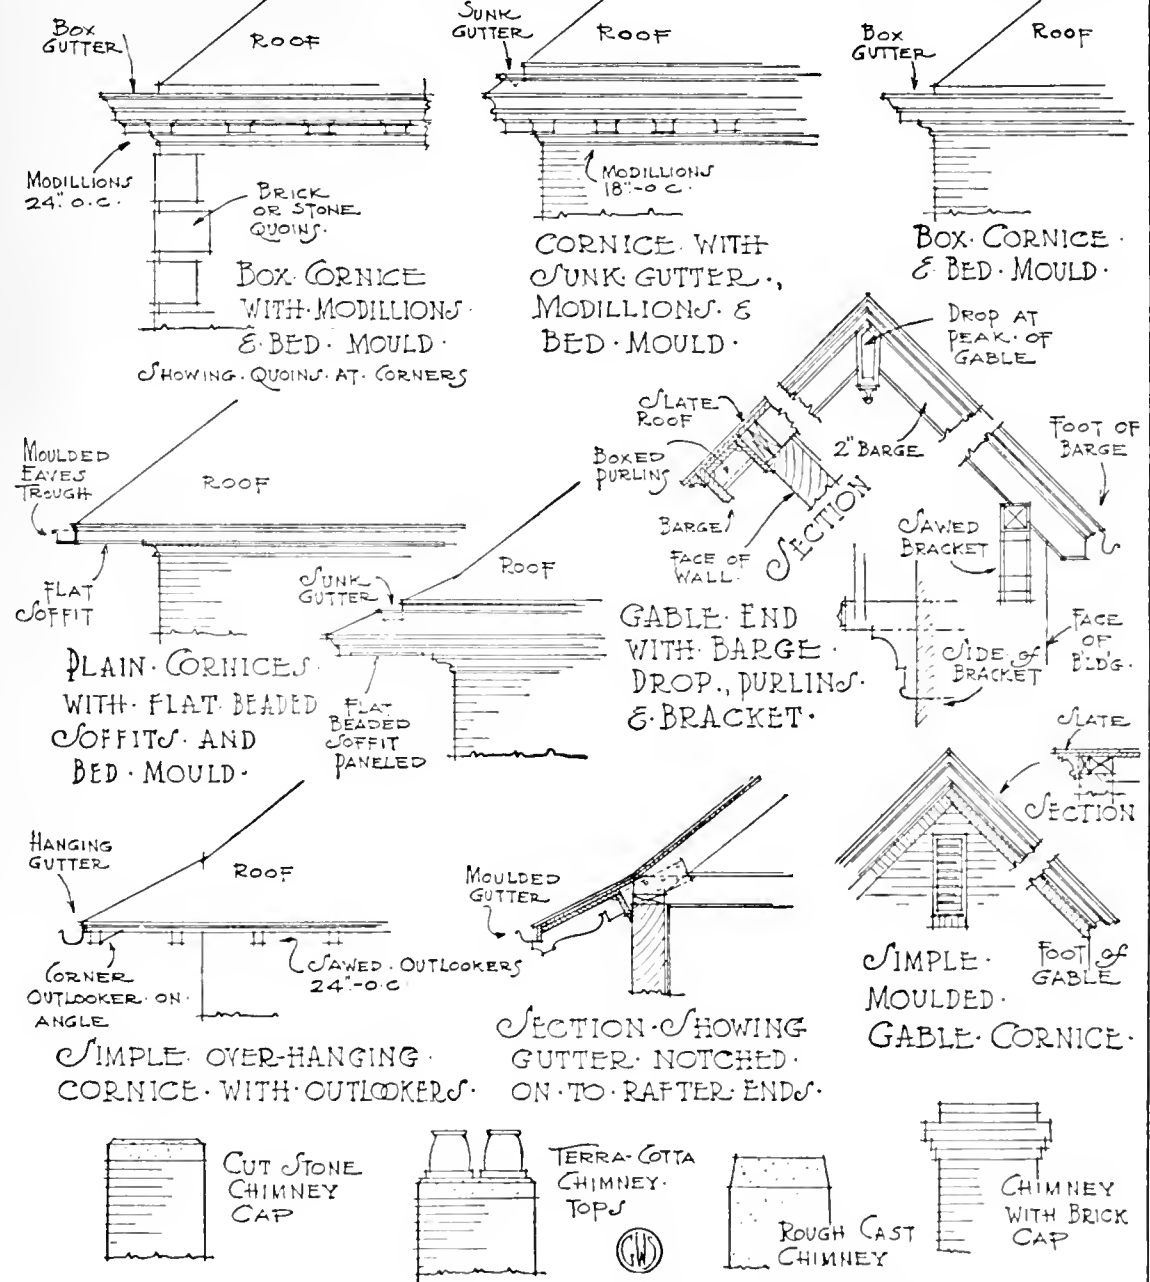 BOX
GUTTER
ROOF
MODILLIONS
24" O.C.
BRICK
OR STONE
QUOINS.
BOX. CORNICE
WITH. MODILLIONS.
& BED. MOULD.
SHOWING. QUOINS. AT. CORNERS
SUNK
GUTTER
ROOF
MODILLIONS
18"-O.C.
CORNICE. WITH
SUNK. GUTTER.,
MODILLIONS. &
BED. MOULD.
BOX
GUTTER
ROOF
BOX. CORNICE.
& BED. MOULD.
MOULDED
EAVES
TROUGH
ROOF
FLAT
SOFFIT
PLAIN. CORNICES.
WITH. FLAT. BEADED
SOFFITS. AND
BED. MOULD.
SUNK
GUTTER
ROOF
FLAT
BEADED
SOFFIT
PANELED
DROP AT
PEAK. OF
GABLE
SLATE
ROOF
BOXED
PURLINS
2" BARGE
FOOT OF
BARGE
BARGE
FACE OF
WALL.
SECTION
SAWED
BRACKET
SIDE of
BRACKET
FACE
OF
BL'D'G.
GABLE. END
WITH. BARGE.
DROP., PURLINS.
& BRACKET.
HANGING
GUTTER
ROOF
CORNER
OUTLOOKER. ON.
ANGLE
SAWED. OUTLOOKERS
24"-O.C
SIMPLE. OVER-HANGING.
CORNICE. WITH. OUTLOOKERS.
MOULDED
GUTTER
SECTION. SHOWING
GUTTER. NOTCHED.
ON. TO. RAFTER. ENDS.
SLATE
SECTION
FOOT of
GABLE
SIMPLE.
MOULDED.
GABLE. CORNICE.
CUT STONE
CHIMNEY
CAP
TERRA-COTTA
CHIMNEY.
TOPS
GWS
ROUGH CAST
CHIMNEY
CHIMNEY
WITH BRICK
CAP